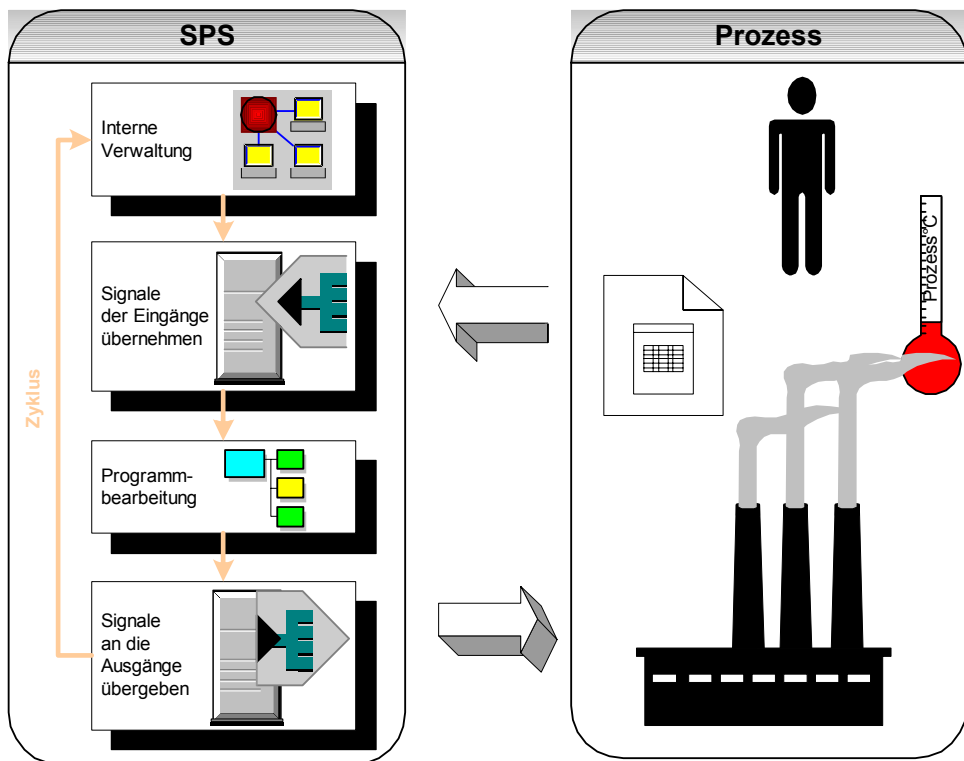 SPS
Interne
Verwaltung
Signale
der Eingänge
übernehmen
Programm-
bearbeitung
Signale
an die
Ausgänge
übergeben
Zyklus
Prozess
Prozess°C